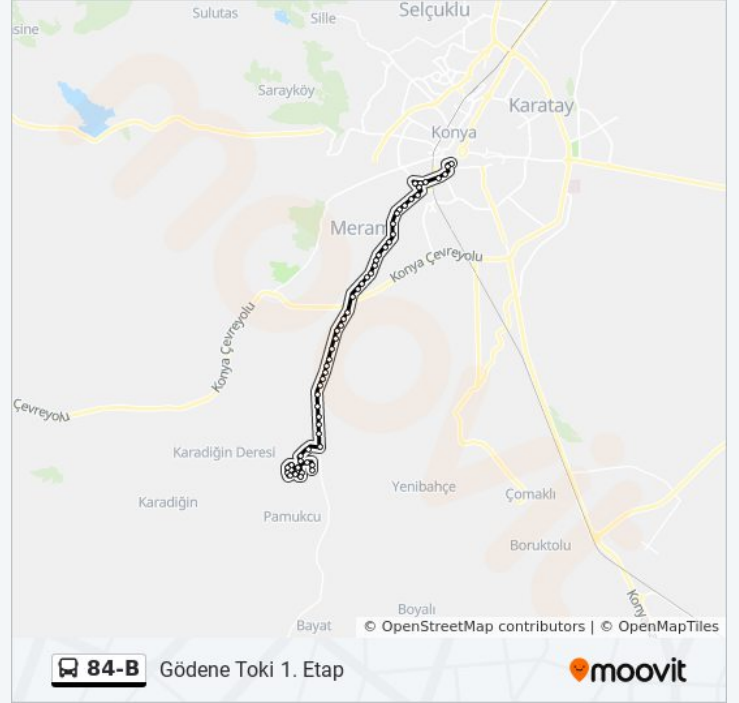 Selçuklu
Sulutas
Sille
sine
Sarayköy
Karatay
Konya
Meram
Konya Çevreyolu
Konya Çevreyolu
Çevreyolu
Karadiğin Deresi
Yenibahçe
Karadiğin
Çomaklı
Pamukcu
Boruktolu
Kony
Boyalı
Bayat
© OpenStreetMap contributors | © OpenMapTiles
84-B Gödene Toki 1. Etap
moovit